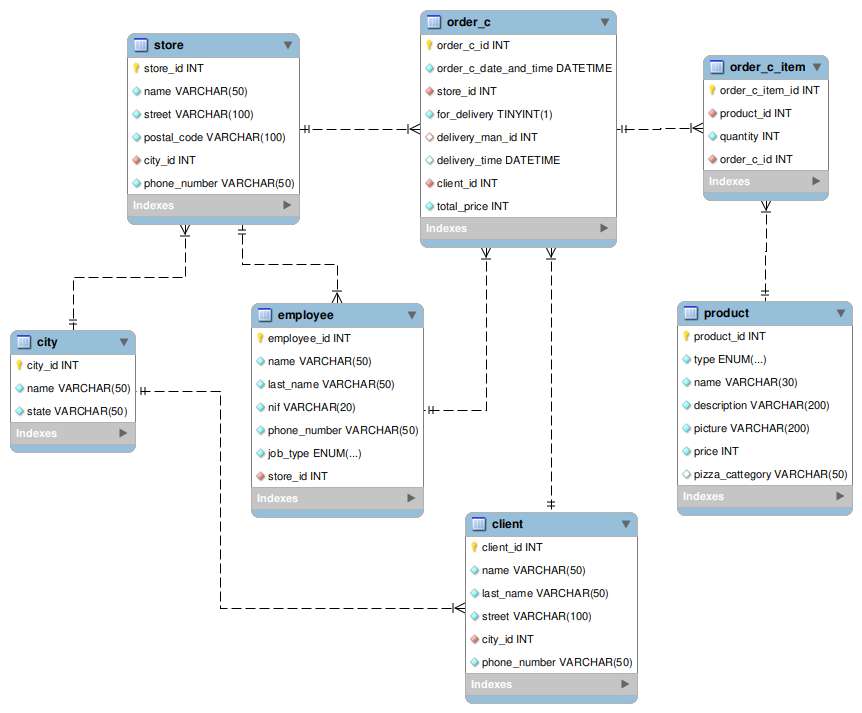 store
store_id INT
name VARCHAR(50)
street VARCHAR(100)
postal_code VARCHAR(100)
city_id INT
phone_number VARCHAR(50)
Indexes
order_c
order_c_id INT
order_c_date_and_time DATETIME
store_id INT
for_delivery TINYINT(1)
delivery_man_id INT
delivery_time DATETIME
client_id INT
total_price INT
Indexes
order_c_item
order_c_item_id INT
product_id INT
quantity INT
order_c_id INT
Indexes
city
city_id INT
name VARCHAR(50)
state VARCHAR(50)
Indexes
employee
employee_id INT
name VARCHAR(50)
last_name VARCHAR(50)
nif VARCHAR(20)
phone_number VARCHAR(50)
job_type ENUM(...)
store_id INT
Indexes
product
product_id INT
type ENUM(...)
name VARCHAR(30)
description VARCHAR(200)
picture VARCHAR(200)
price INT
pizza_cattegory VARCHAR(50)
Indexes
client
client_id INT
name VARCHAR(50)
last_name VARCHAR(50)
street VARCHAR(100)
city_id INT
phone_number VARCHAR(50)
Indexes